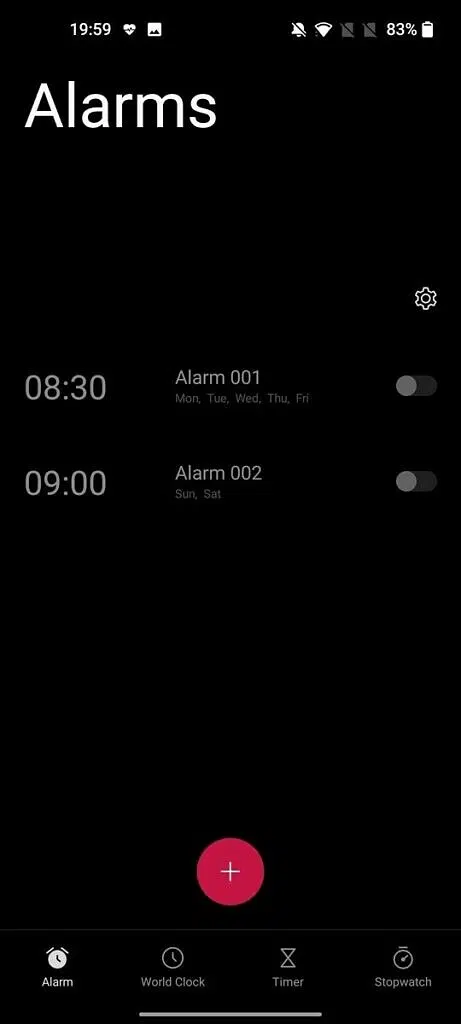 19:59 83%
Alarms
08:30 Alarm 001
Mon, Tue, Wed, Thu, Fri
09:00 Alarm 002
Sun, Sat
Alarm World Clock Timer Stopwatch